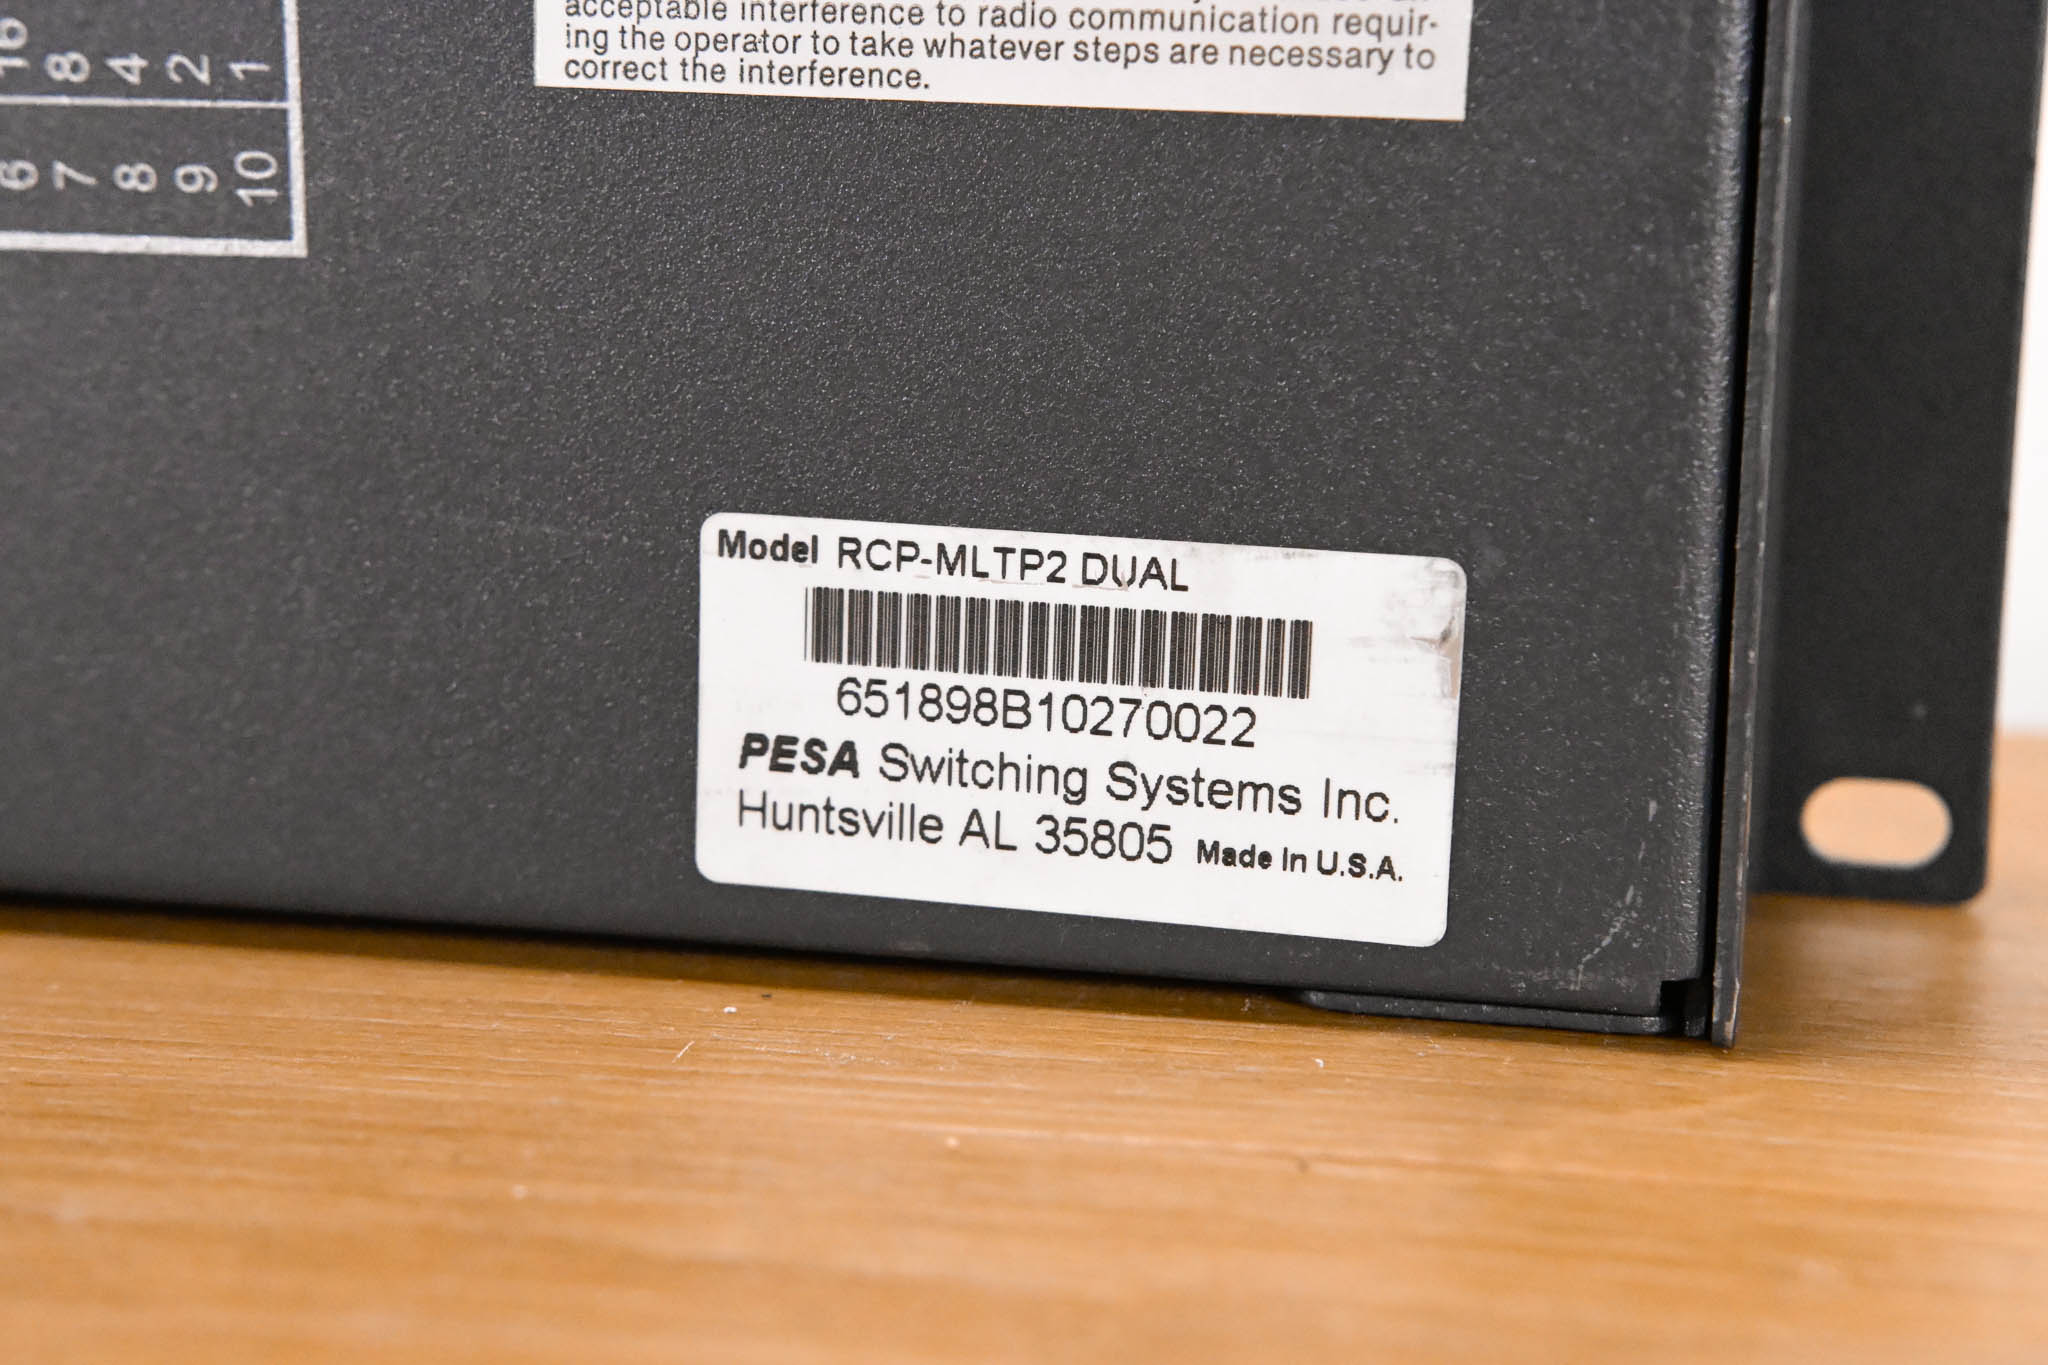 acceptable interference to radio communication requir-
ing the operator to take whatever steps are necessary to
correct the interference.
16 8 4 2 1
6 7 8 9 10
Model RCP-MLTP2 DUAL
651898B10270022
PESA Switching Systems Inc.
Huntsville AL 35805 Made In U.S.A.